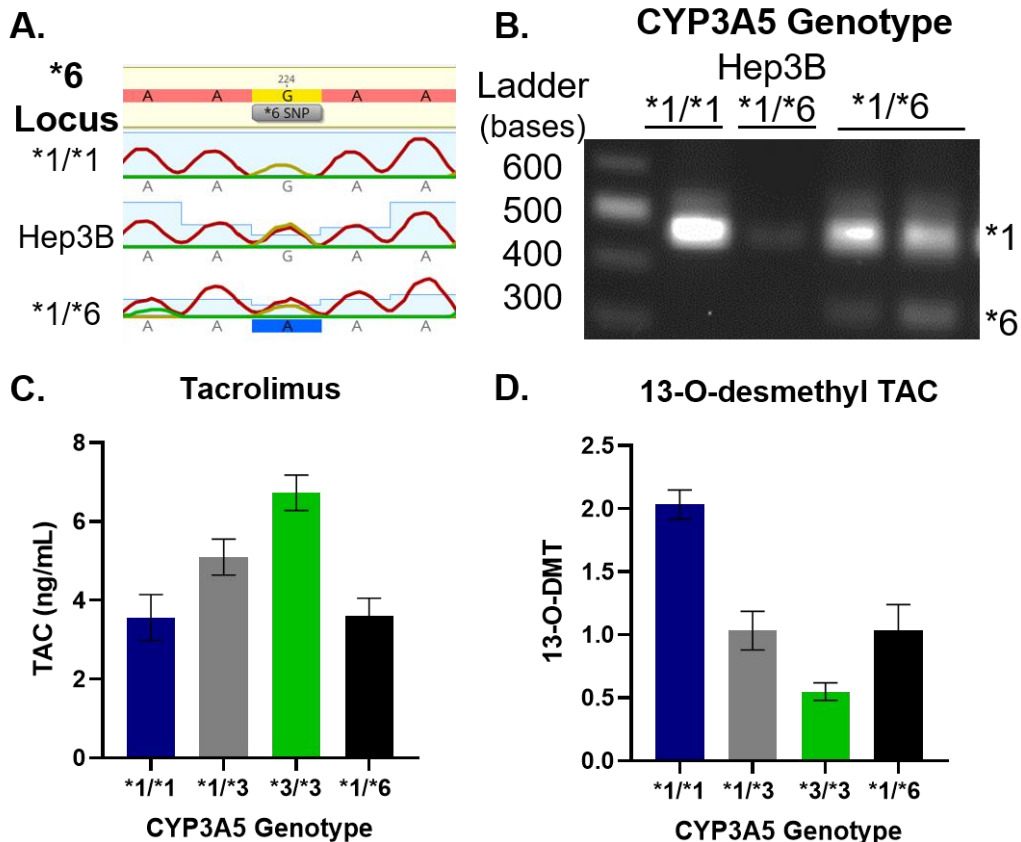 A.
*6
Locus
224
A A G A A
*6 SNP
*1/*1
A A G A A
Hep3B
A A G A A
*1/*6
A A A A A
B.
CYP3A5 Genotype
Hep3B
Ladder
(bases)
*1/*1 *1/*6 *1/*6
600
500
400
300
*1
*6
C.
Tacrolimus
TAC (ng/mL)
8
6
4
2
0
*1/*1 *1/*3 *3/*3 *1/*6
CYP3A5 Genotype
D.
13-O-desmethyl TAC
13-O-DMT
2.5
2.0
1.5
1.0
0.5
0.0
*1/*1 *1/*3 *3/*3 *1/*6
CYP3A5 Genotype